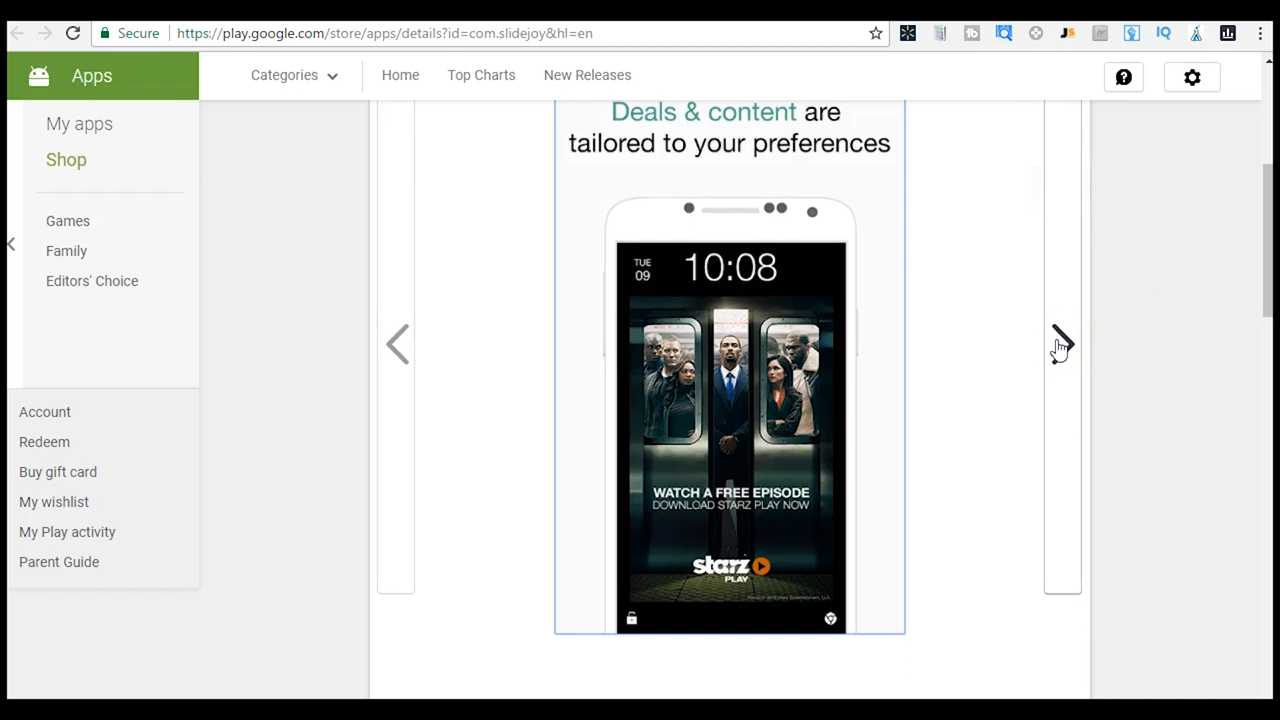 Secure
https://play.google.com/store/apps/details?id=com.slidejoy&hl=en
Apps
Categories
Home
Top Charts
New Releases
My apps
Shop
Games
Family
Editors' Choice
Account
Redeem
Buy gift card
My wishlist
My Play activity
Parent Guide
Deals & content are
tailored to your preferences
TUE
09
10:08
WATCH A FREE EPISODE
DOWNLOAD STARZ PLAY NOW
starz
PLAY